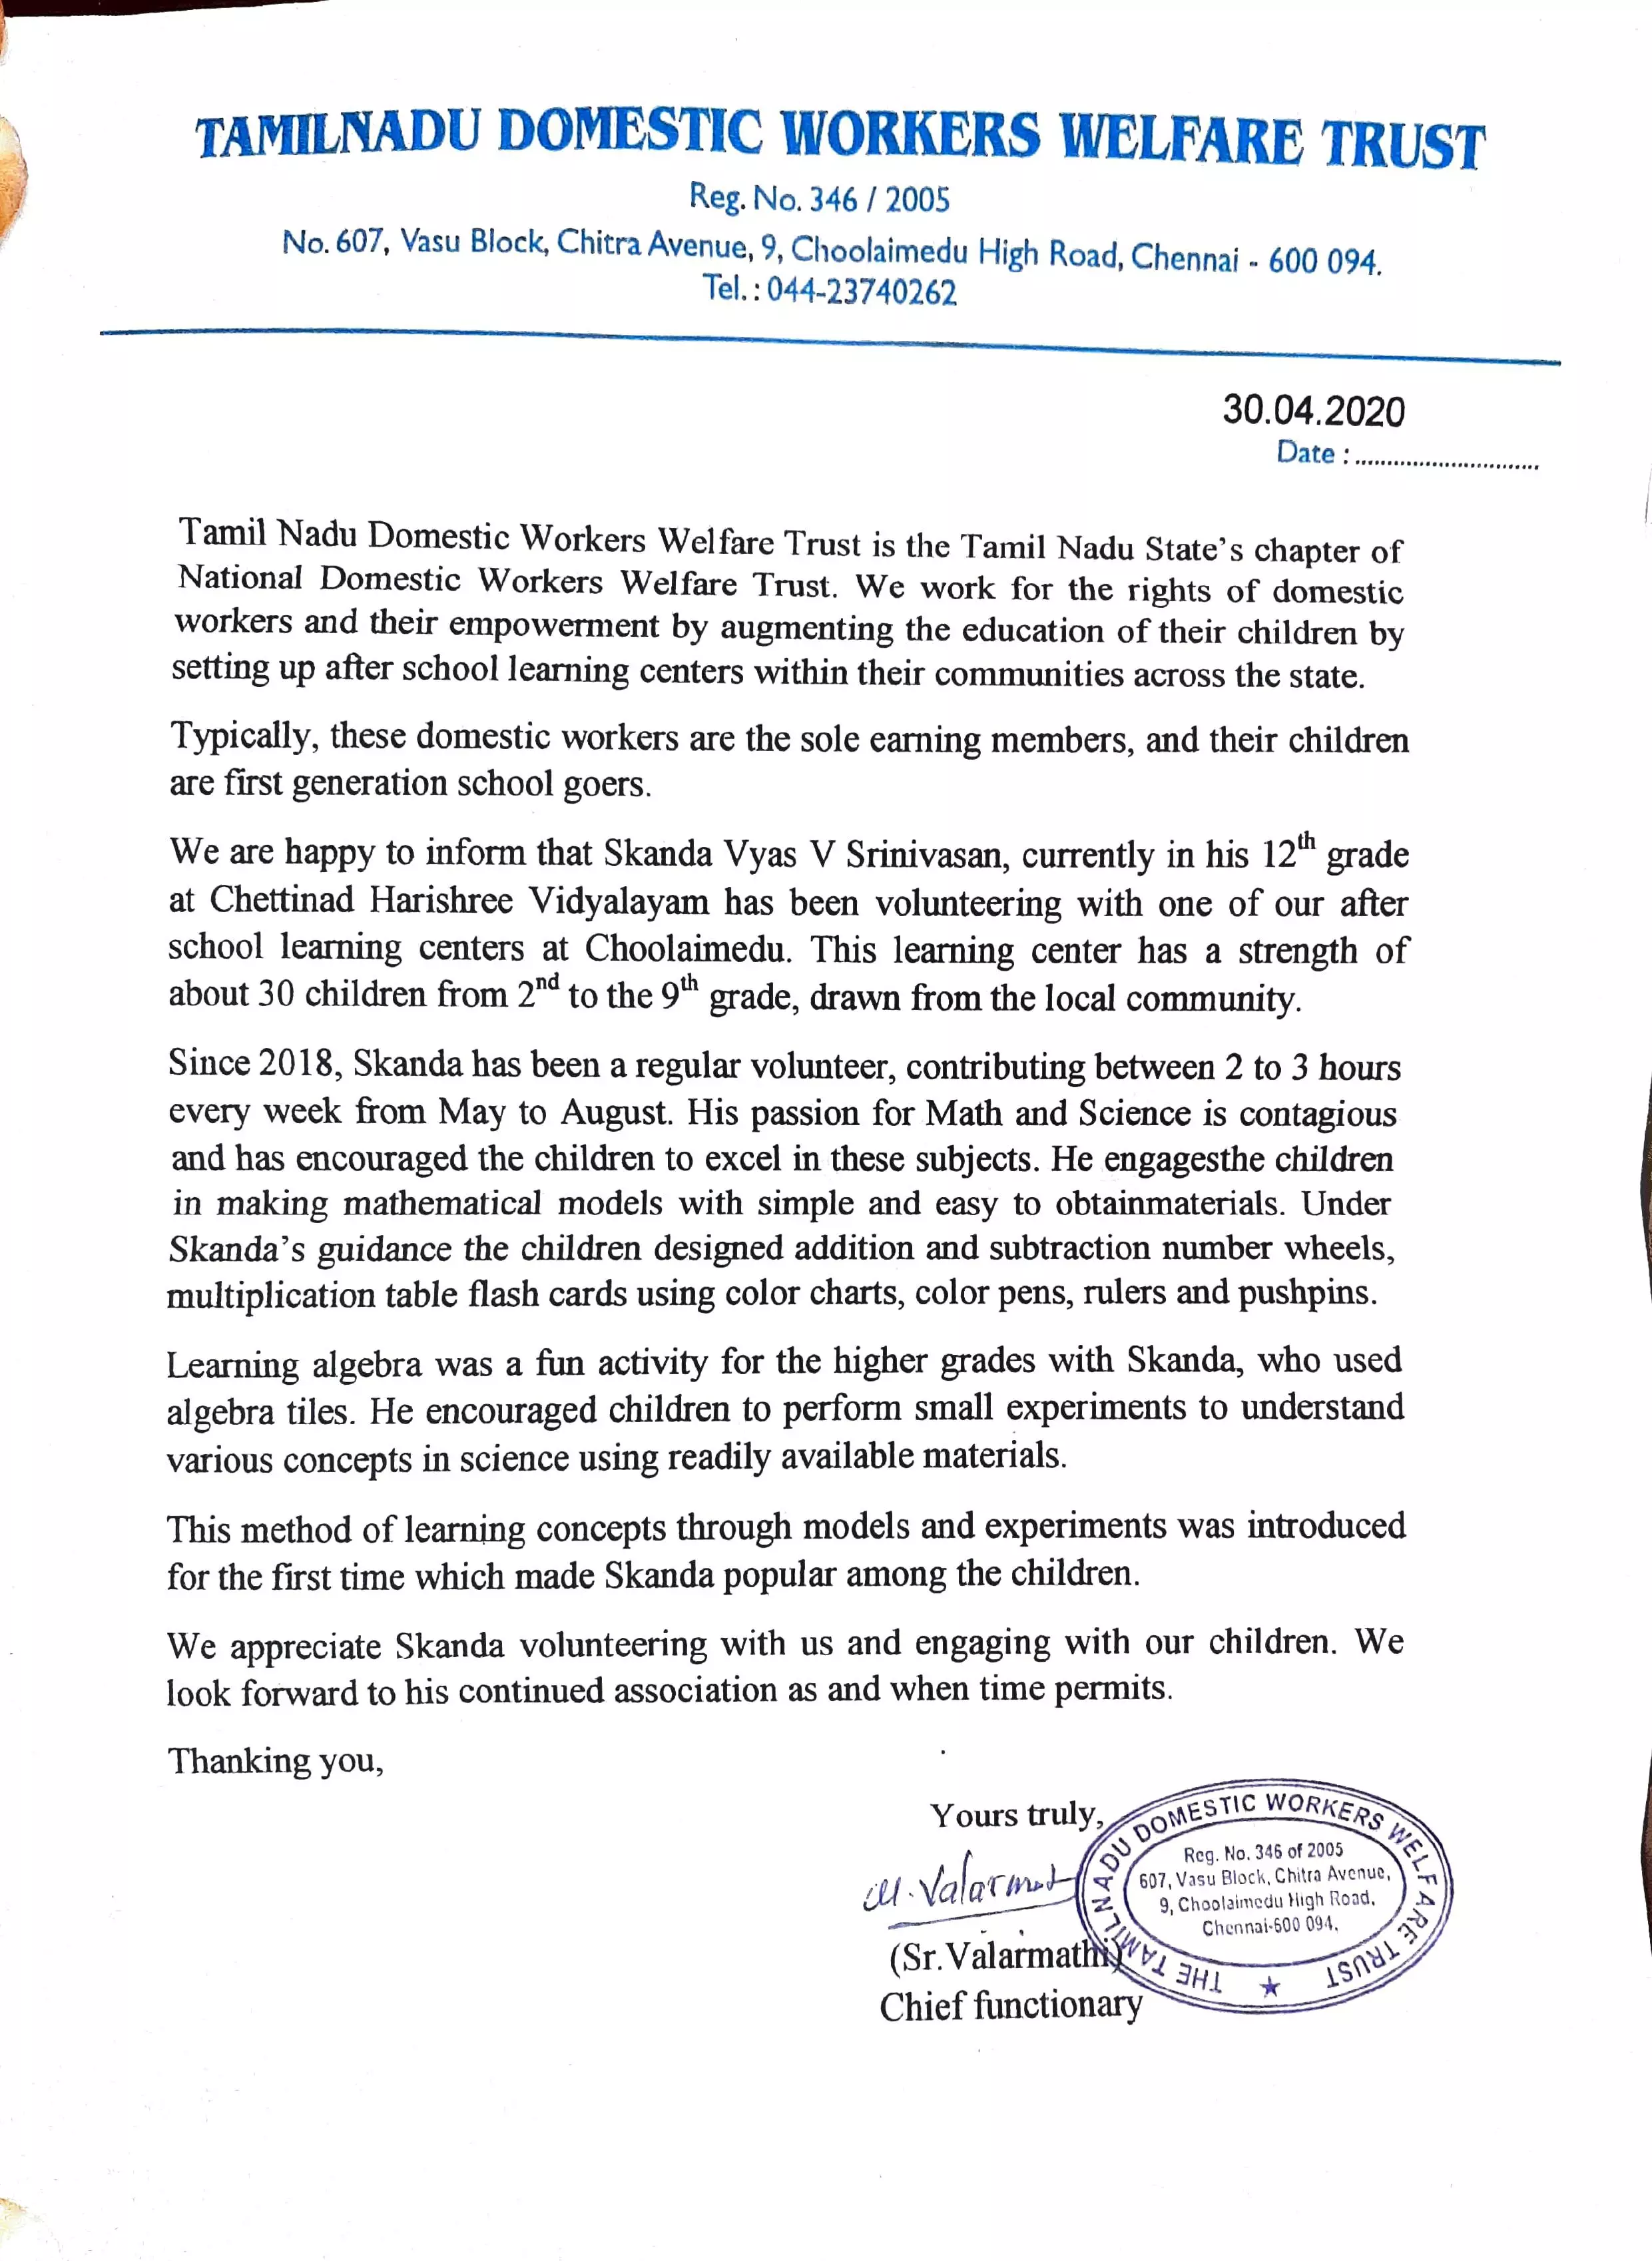 TAMILNADU DOMESTIC WORKERS WELFARE TRUST
Reg. No. 346 / 2005
No. 607, Vasu Block, Chitra Avenue, 9, Choolaimedu High Road, Chennai - 600 094.
Tel. : 044-23740262
30.04.2020
Date : ............................
Tamil Nadu Domestic Workers Welfare Trust is the Tamil Nadu State's chapter of
National Domestic Workers Welfare Trust. We work for the rights of domestic
workers and their empowerment by augmenting the education of their children by
setting up after school learning centers within their communities across the state.
Typically, these domestic workers are the sole earning members, and their children
are first generation school goers.
We are happy to inform that Skanda Vyas V Srinivasan, currently in his 12th grade
at Chettinad Harishree Vidyalayam has been volunteering with one of our after
school learning centers at Choolaimedu. This learning center has a strength of
about 30 children from 2nd to the 9th grade, drawn from the local community.
Since 2018, Skanda has been a regular volunteer, contributing between 2 to 3 hours
every week from May to August. His passion for Math and Science is contagious
and has encouraged the children to excel in these subjects. He engagesthe children
in making mathematical models with simple and easy to obtainmaterials. Under
Skanda's guidance the children designed addition and subtraction number wheels,
multiplication table flash cards using color charts, color pens, rulers and pushpins.
Learning algebra was a fun activity for the higher grades with Skanda, who used
algebra tiles. He encouraged children to perform small experiments to understand
various concepts in science using readily available materials.
This method of learning concepts through models and experiments was introduced
for the first time which made Skanda popular among the children.
We appreciate Skanda volunteering with us and engaging with our children. We
look forward to his continued association as and when time permits.
Thanking you,
Yours truly,
(Sr.Valarmathi)
Chief functionary
THE TAMILNADU DOMESTIC WORKERS WELFARE TRUST
Reg. No. 346 of 2005
607, Vasu Block, Chitra Avenue,
9, Choolaimedu High Road,
Chennai-600 094.